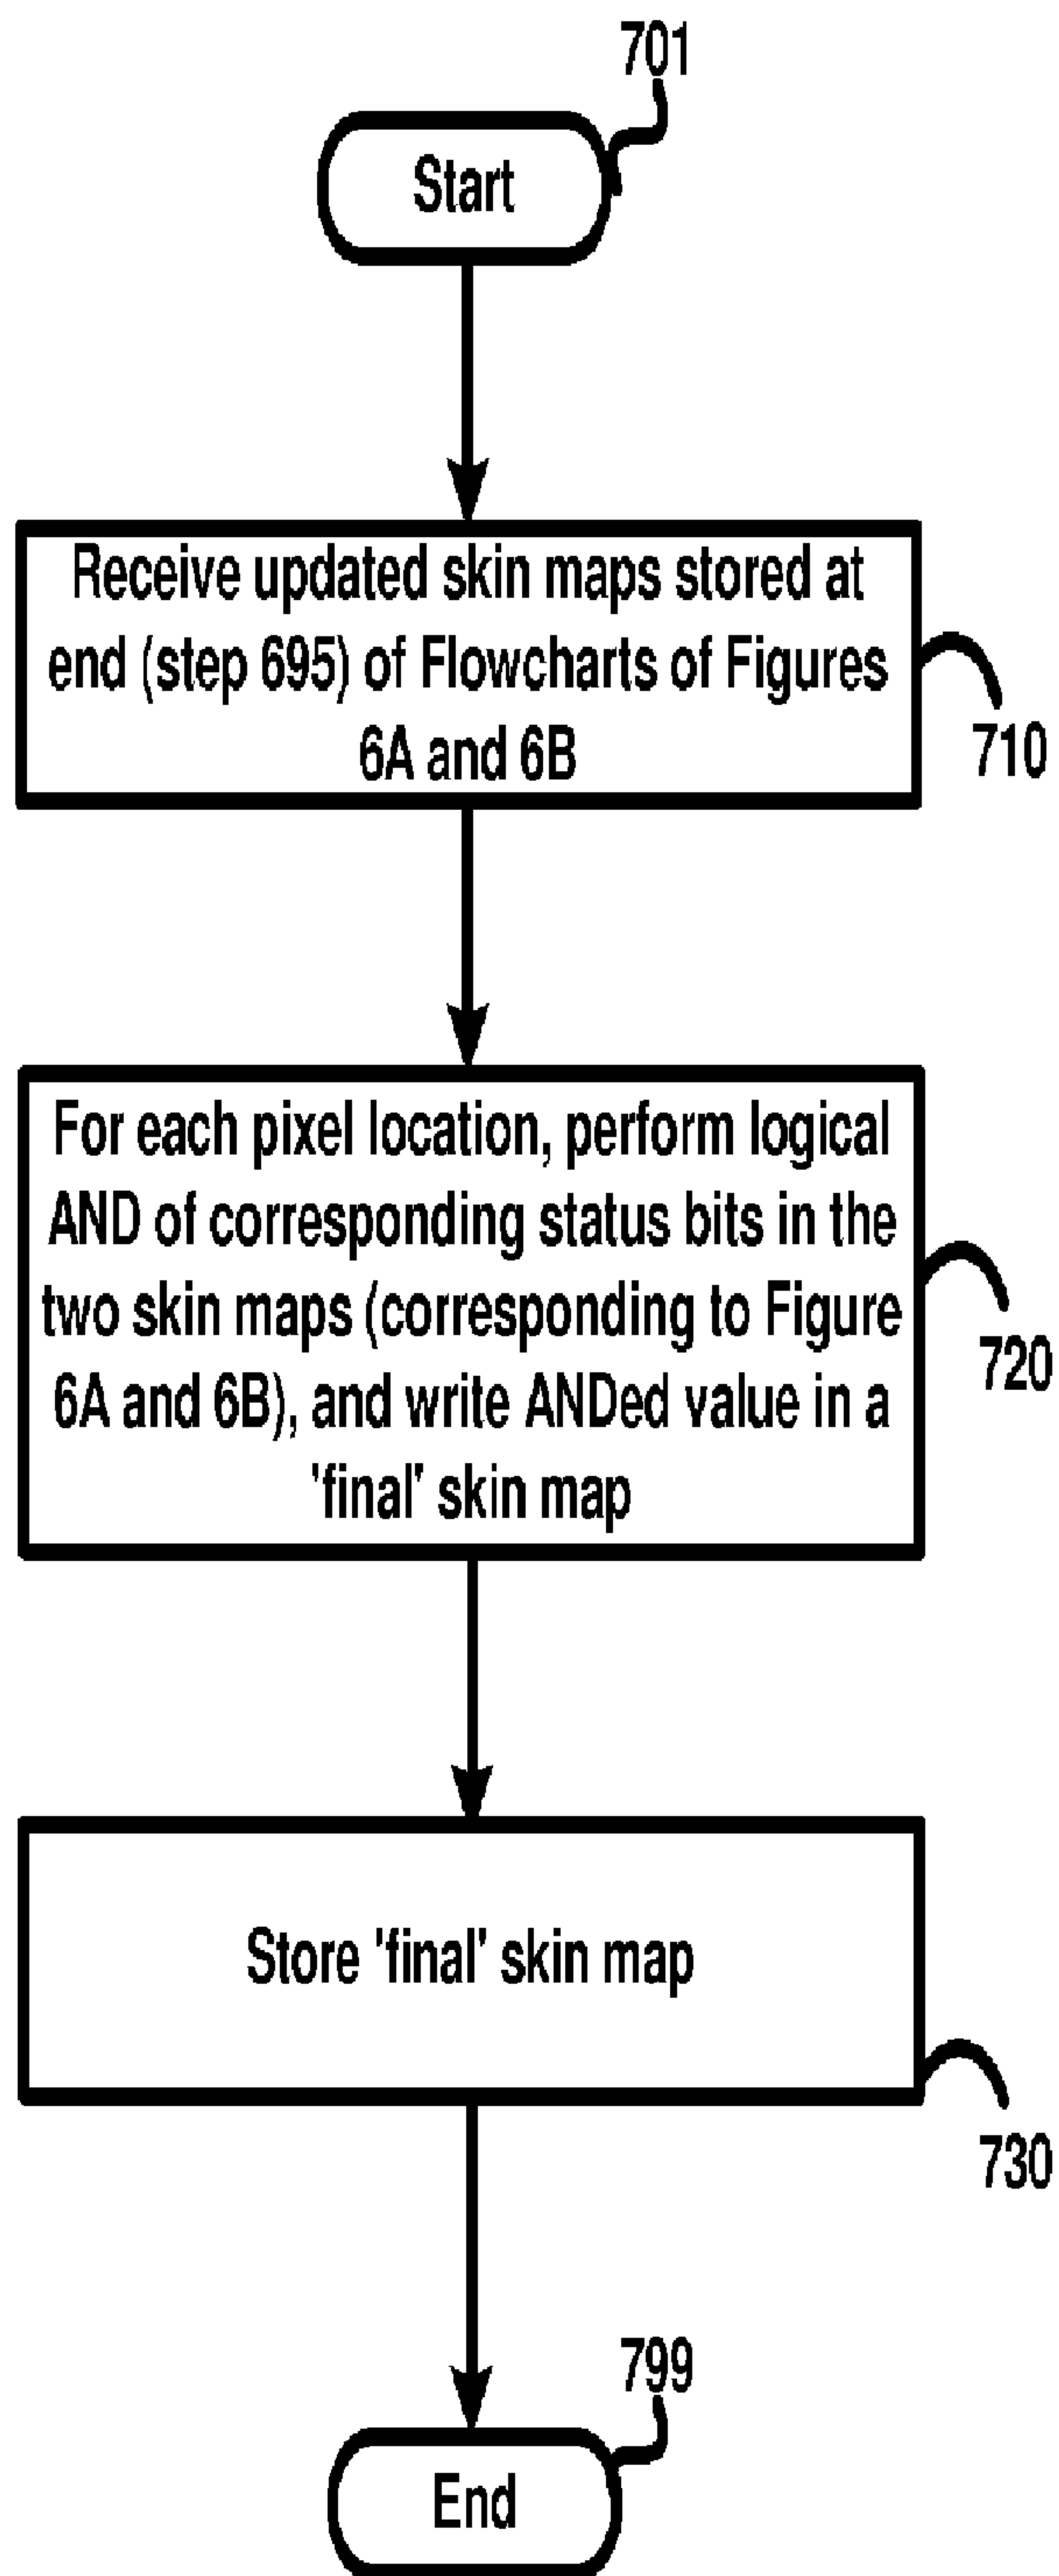 701
Start
Receive updated skin maps stored at
end (step 695) of Flowcharts of Figures
6A and 6B
710
For each pixel location, perform logical
AND of corresponding status bits in the
two skin maps (corresponding to Figure
6A and 6B), and write ANDed value in a
'final' skin map
720
Store 'final' skin map
730
799
End